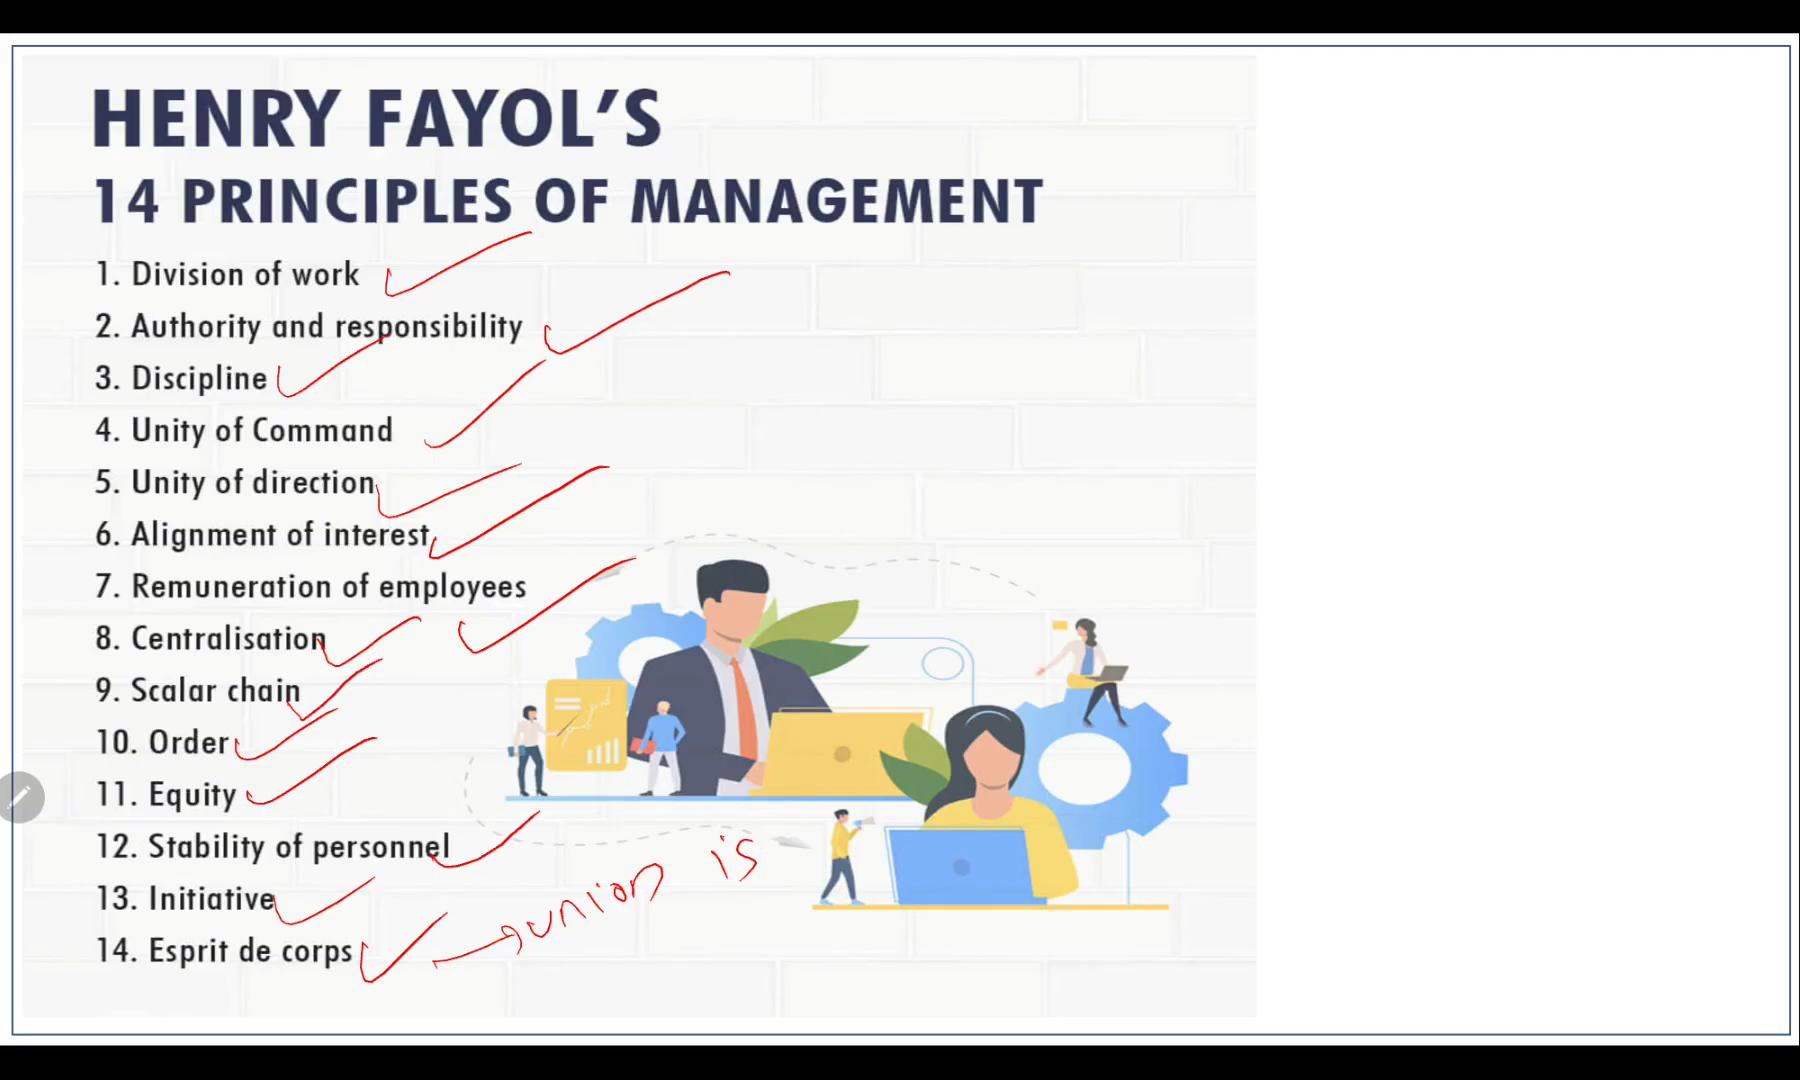 HENRY FAYOL’S
14 PRINCIPLES OF MANAGEMENT
1. Division of work
2. Authority and responsibility
3. Discipline
4. Unity of Command
5. Unity of direction
6. Alignment of interest
7. Remuneration of employees
8. Centralisation
9. Scalar chain
10. Order
11. Equity
12. Stability of personnel
13. Initiative
14. Esprit de corps
union is